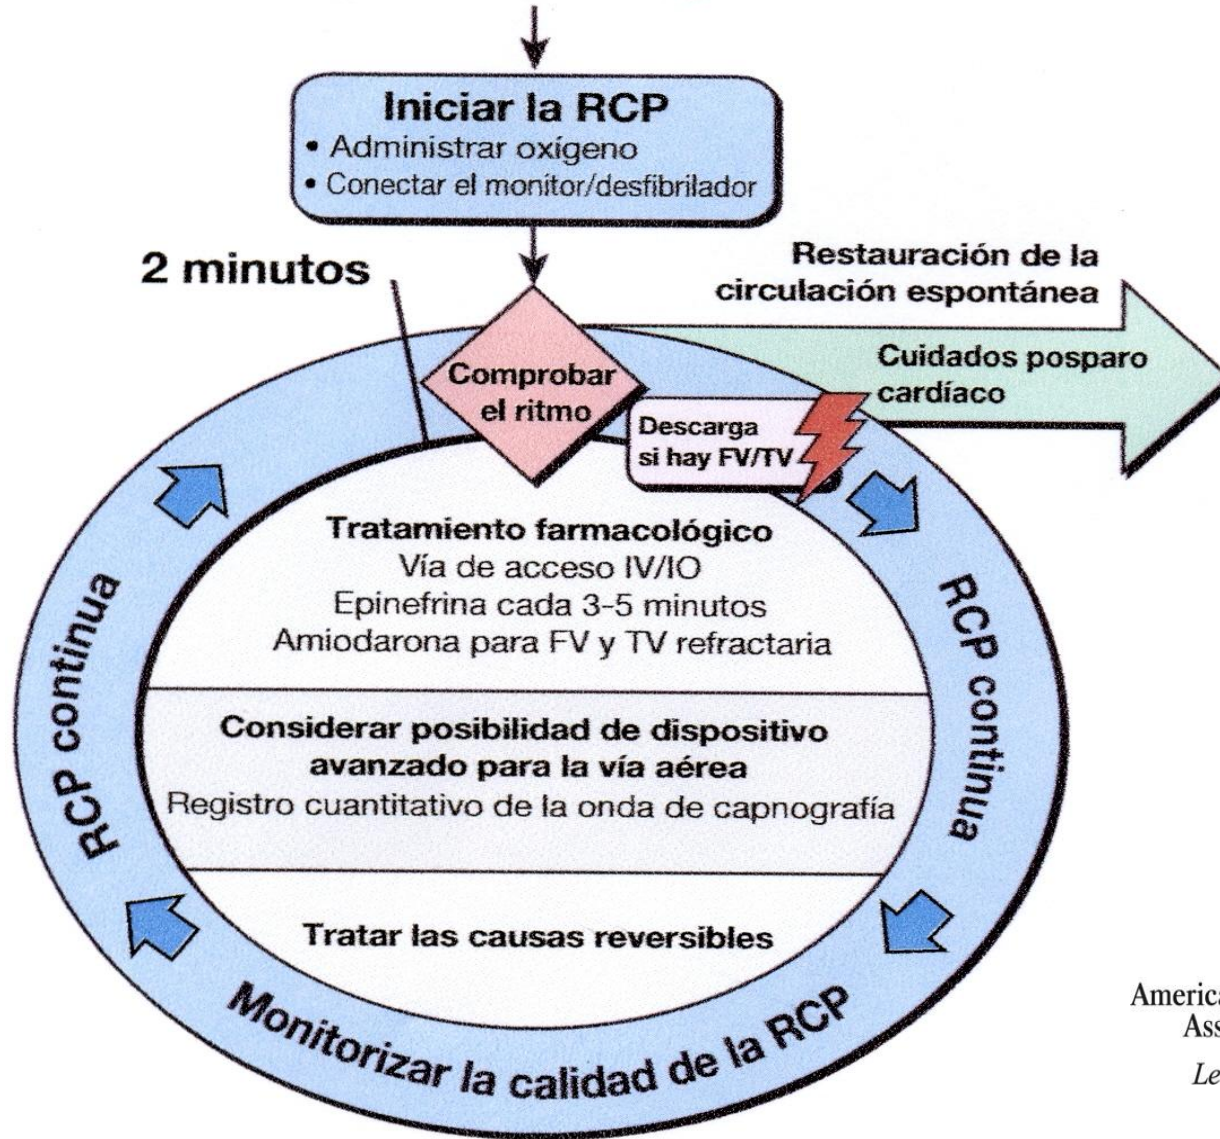 Iniciar la RCP
• Administrar oxígeno
• Conectar el monitor/desfibrilador
2 minutos
Restauración de la
circulación espontánea
Cuidados posparo
cardíaco
Comprobar
el ritmo
Descarga
si hay FV/TV
Tratamiento farmacológico
Vía de acceso IV/IO
Epinefrina cada 3-5 minutos
Amiodarona para FV y TV refractaria
Considerar posibilidad de dispositivo
avanzado para la vía aérea
Registro cuantitativo de la onda de capnografía
Tratar las causas reversibles
RCP continua
RCP continua
Monitorizar la calidad de la RCP
America
Ass
Le